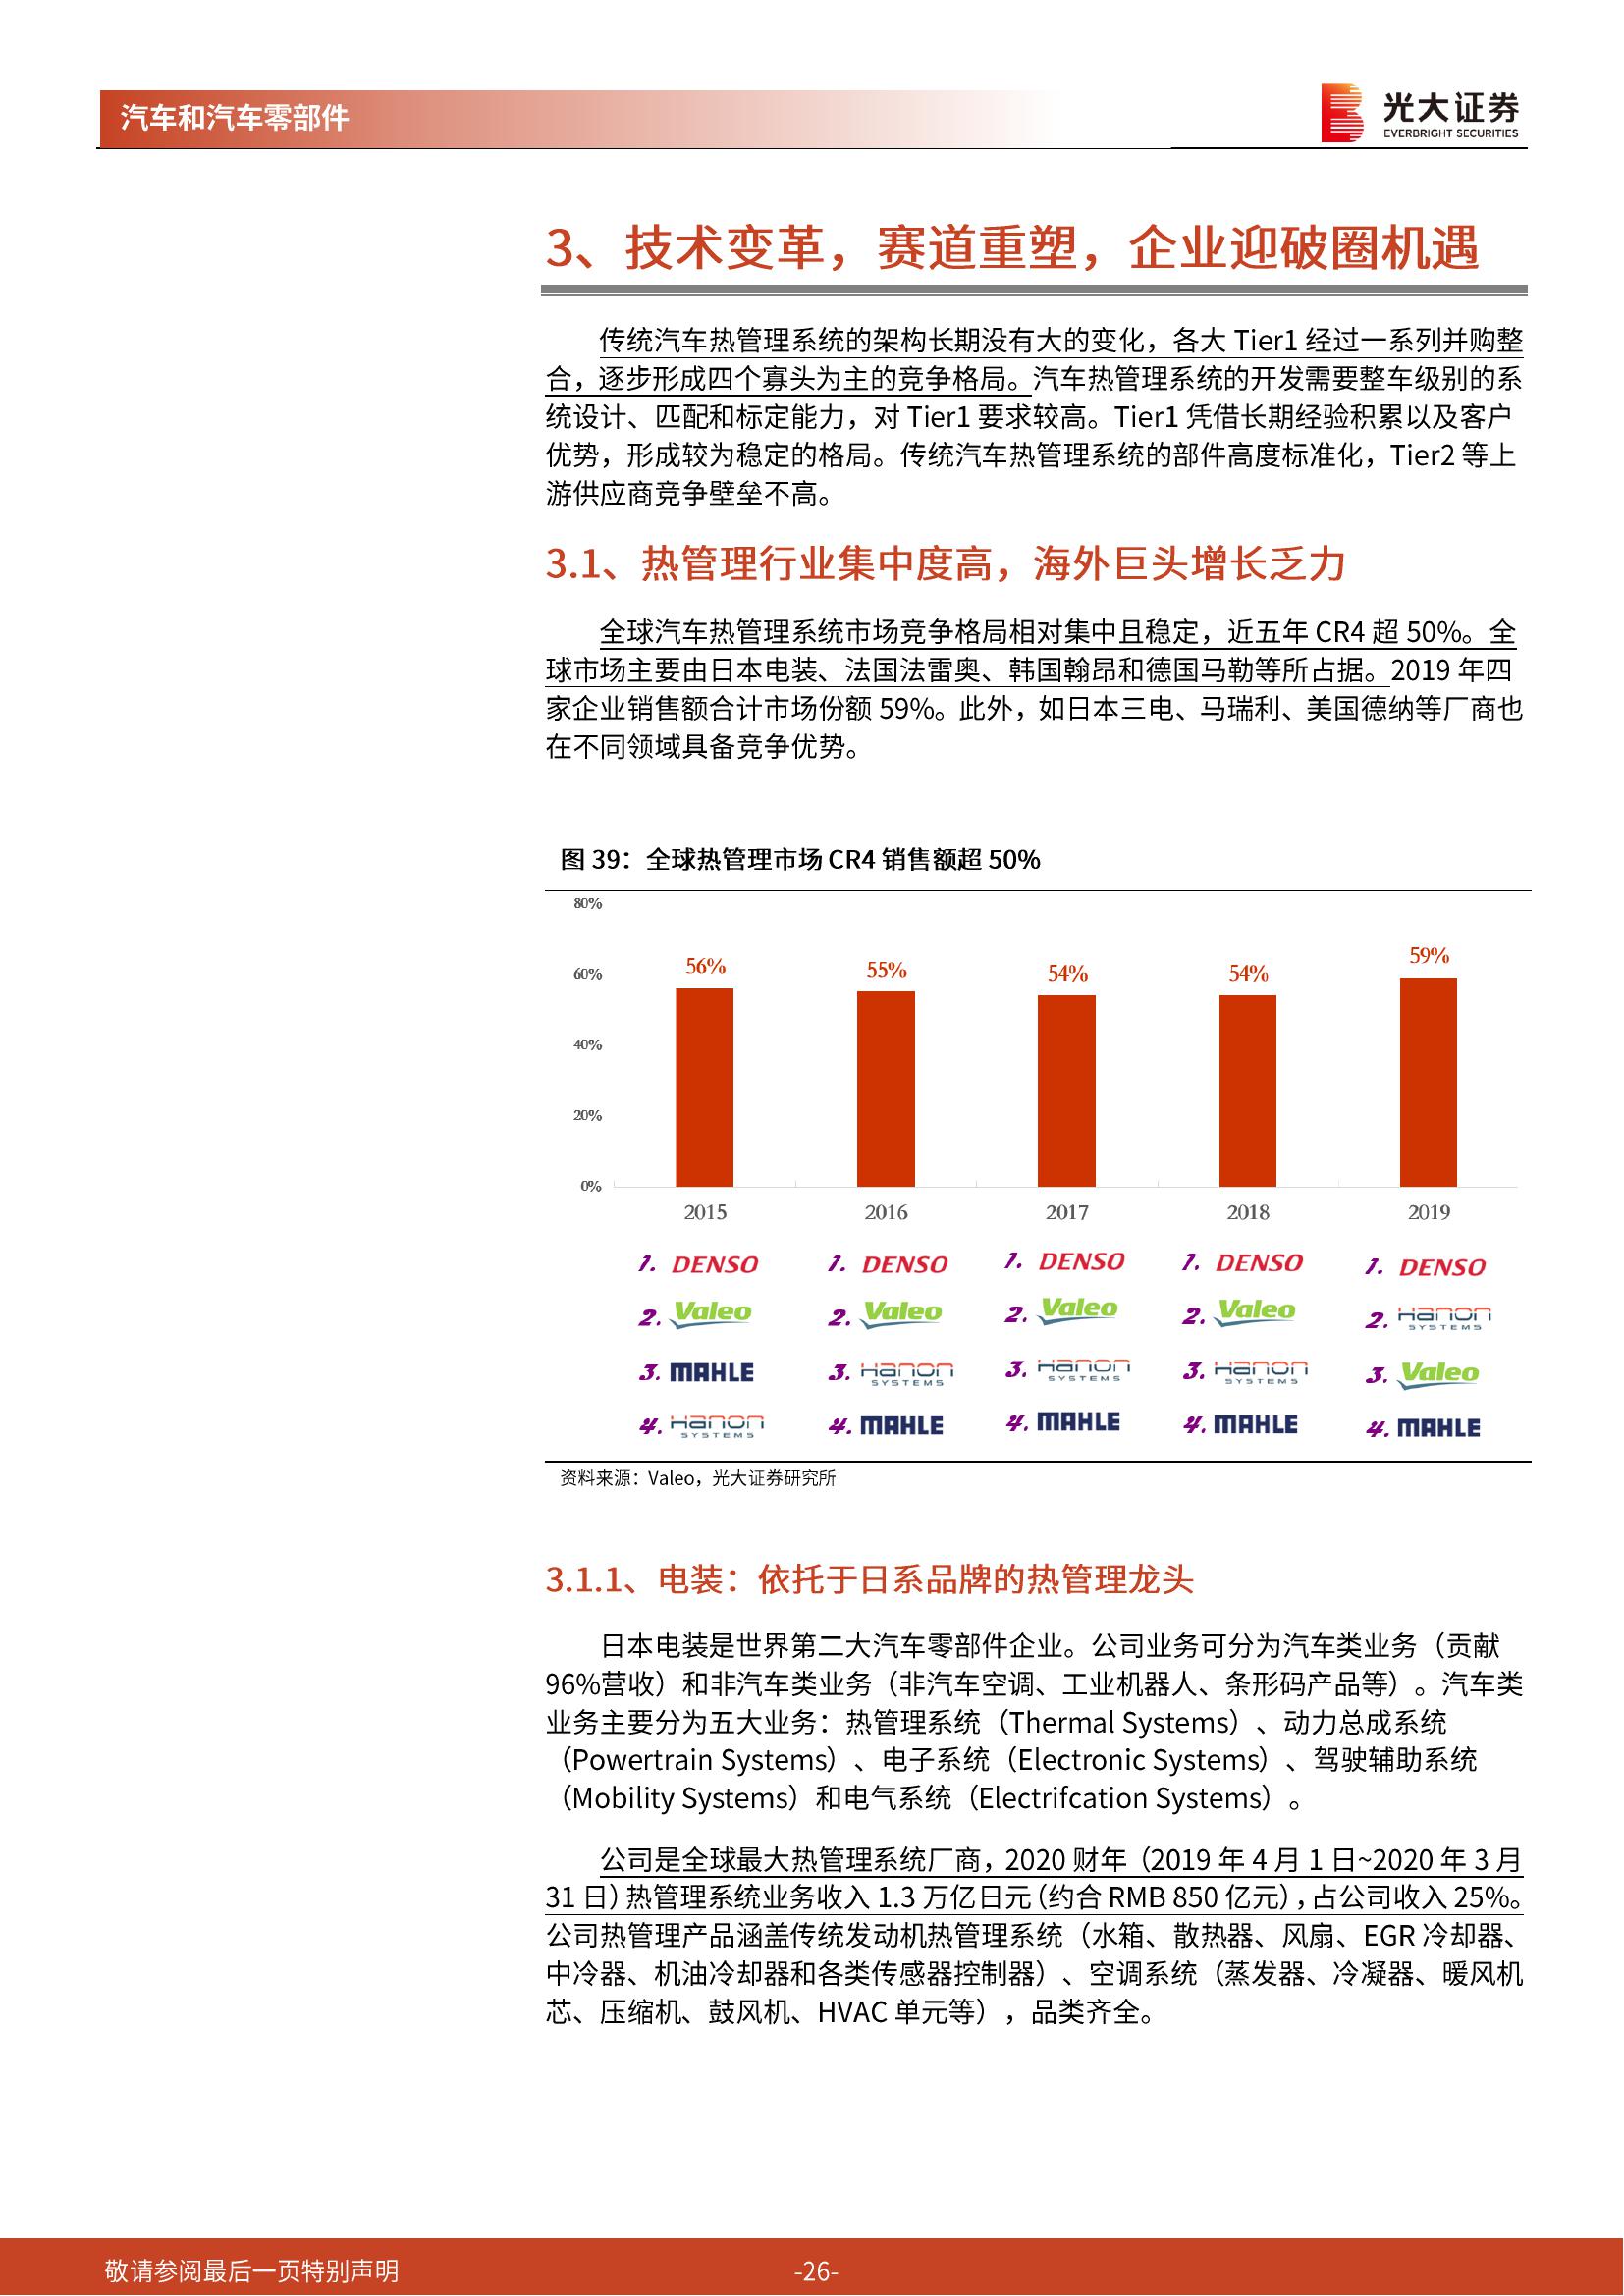 汽车和汽车零部件
光大证券
EVERBRIGHT SECURITIES
3、技术变革，赛道重塑，企业迎破圈机遇
传统汽车热管理系统的架构长期没有大的变化，各大 Tier1 经过一系列并购整
合，逐步形成四个寡头为主的竞争格局。汽车热管理系统的开发需要整车级别的系
统设计、匹配和标定能力，对 Tier1 要求较高。Tier1 凭借长期经验积累以及客户
优势，形成较为稳定的格局。传统汽车热管理系统的部件高度标准化，Tier2 等上
游供应商竞争壁垒不高。
3.1、热管理行业集中度高，海外巨头增长乏力
全球汽车热管理系统市场竞争格局相对集中且稳定，近五年 CR4 超 50%。全
球市场主要由日本电装、法国法雷奥、韩国翰昂和德国马勒等所占据。2019 年四
家企业销售额合计市场份额 59%。此外，如日本三电、马瑞利、美国德纳等厂商也
在不同领域具备竞争优势。
图 39：全球热管理市场 CR4 销售额超 50%
80%
60%
40%
20%
0%
56% 55% 54% 54% 59%
2015 2016 2017 2018 2019
1. DENSO 1. DENSO 1. DENSO 1. DENSO 1. DENSO
2. Valeo 2. Valeo 2. Valeo 2. Valeo 2. Hanon SYSTEMS
3. MAHLE 3. Hanon SYSTEMS 3. Hanon SYSTEMS 3. Hanon SYSTEMS 3. Valeo
4. Hanon SYSTEMS 4. MAHLE 4. MAHLE 4. MAHLE 4. MAHLE
资料来源：Valeo，光大证券研究所
3.1.1、电装：依托于日系品牌的热管理龙头
日本电装是世界第二大汽车零部件企业。公司业务可分为汽车类业务（贡献
96%营收）和非汽车类业务（非汽车空调、工业机器人、条形码产品等）。汽车类
业务主要分为五大业务：热管理系统（Thermal Systems）、动力总成系统
（Powertrain Systems）、电子系统（Electronic Systems）、驾驶辅助系统
（Mobility Systems）和电气系统（Electrifcation Systems）。
公司是全球最大热管理系统厂商，2020 财年（2019 年 4 月 1 日~2020 年 3 月
31 日）热管理系统业务收入 1.3 万亿日元（约合 RMB 850 亿元），占公司收入 25%。
公司热管理产品涵盖传统发动机热管理系统（水箱、散热器、风扇、EGR 冷却器、
中冷器、机油冷却器和各类传感器控制器）、空调系统（蒸发器、冷凝器、暖风机
芯、压缩机、鼓风机、HVAC 单元等），品类齐全。
敬请参阅最后一页特别声明
-26-